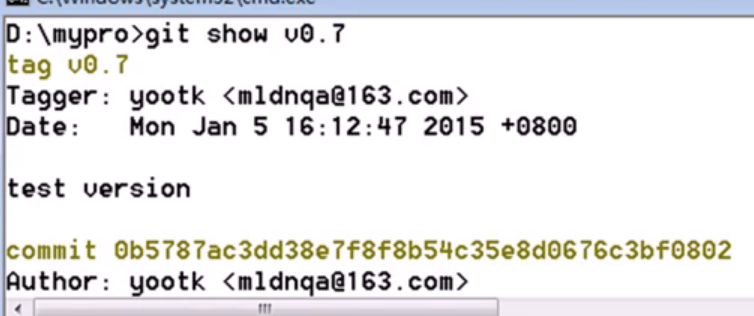 C:\Windows\system32\cmd.exe
D:\mypro>git show v0.7
tag v0.7
Tagger: yootk <mldnqa@163.com>
Date:   Mon Jan 5 16:12:47 2015 +0800
test version
commit 0b5787ac3dd38e7f8f8b54c35e8d0676c3bf0802
Author: yootk <mldnqa@163.com>